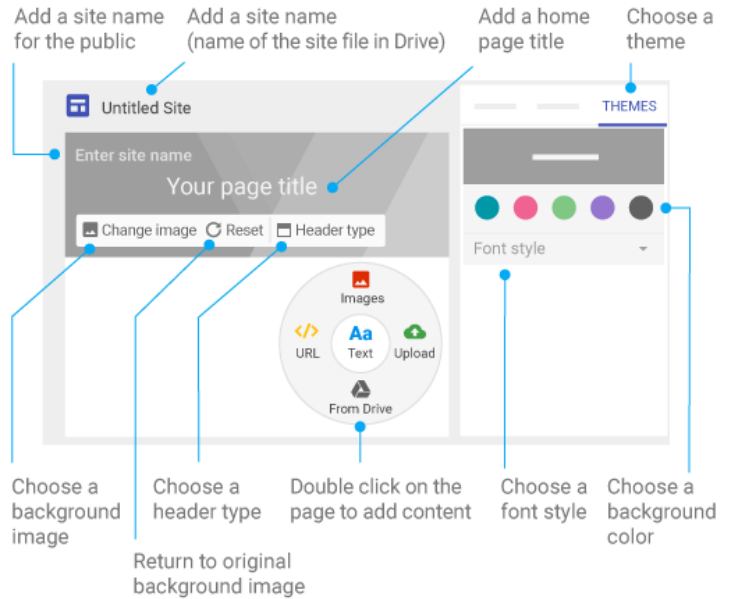 Add a site name
for the public
Add a site name
(name of the site file in Drive)
Add a home
page title
Choose a
theme
Untitled Site
THEMES
Enter site name
Your page title
Change image
Reset
Header type
Font style
Images
</>
URL
Aa
Text
Upload
From Drive
Choose a
background
image
Choose a
header type
Double click on the
page to add content
Choose a
font style
Choose a
background
color
Return to original
background image